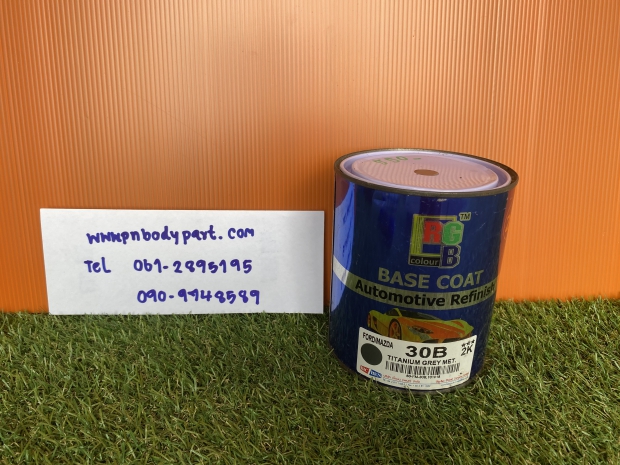 www.pnbodypart.com
Tel 061-2895195
090-9948589
RGB
TM
colour
BASE COAT
Automotive Refinish
FORD/MAZDA
30B
2K
TITANIUM GREY MET.